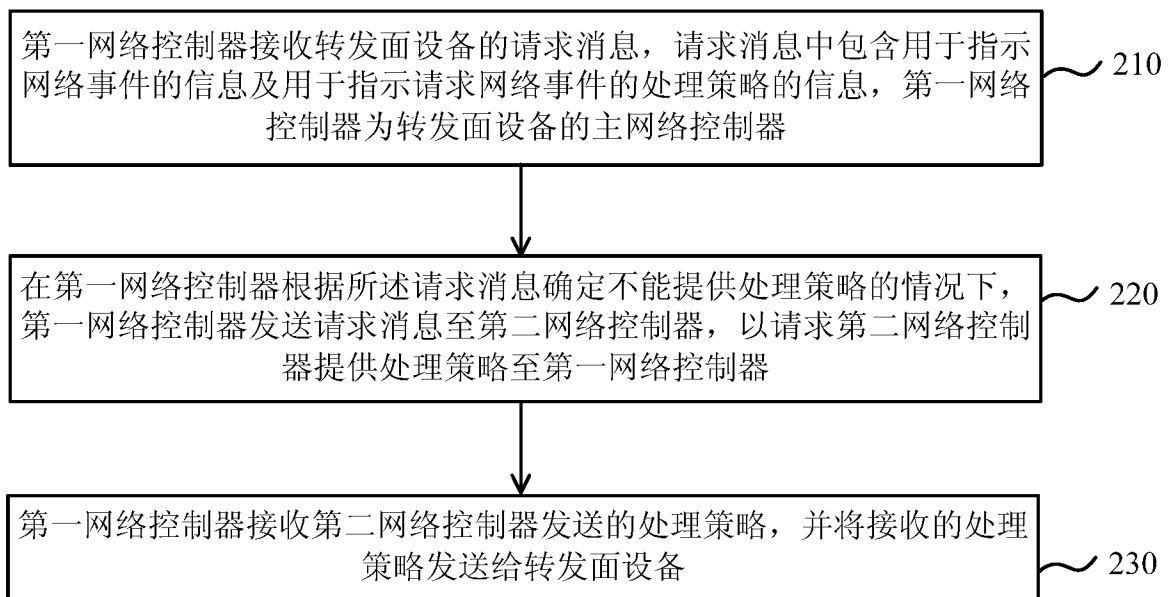 第一网络控制器接收转发面设备的请求消息，请求消息中包含用于指示
网络事件的信息及用于指示请求网络事件的处理策略的信息，第一网络
控制器为转发面设备的主网络控制器
210
在第一网络控制器根据所述请求消息确定不能提供处理策略的情况下，
第一网络控制器发送请求消息至第二网络控制器，以请求第二网络控制
器提供处理策略至第一网络控制器
220
第一网络控制器接收第二网络控制器发送的处理策略，并将接收的处理
策略发送给转发面设备
230